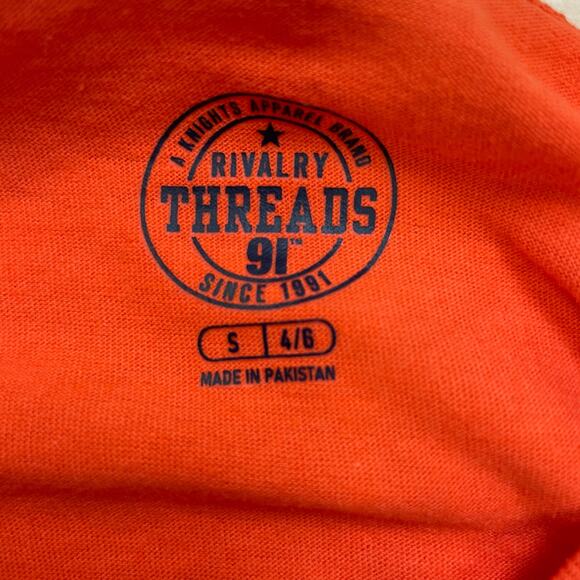 A KNIGHTS APPAREL BRAND
RIVALRY
THREADS
91™
SINCE 1991
S 4/6
MADE IN PAKISTAN